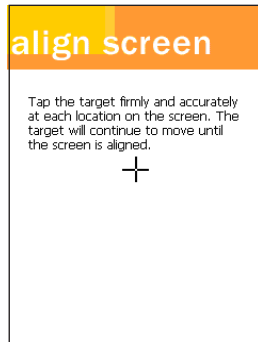 align screen
Tap the target firmly and accurately
at each location on the screen. The
target will continue to move until
the screen is aligned.